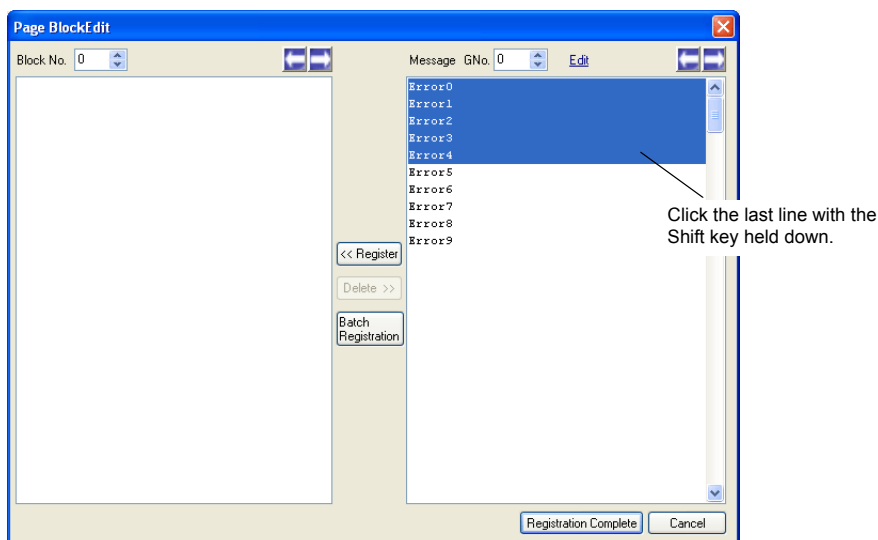 Page BlockEdit
Block No. 0
Message GNo. 0 Edit
Error0
Error1
Error2
Error3
Error4
Error5
Error6
Error7
Error8
Error9
Click the last line with the
Shift key held down.
<< Register
Delete >>
Batch
Registration
Registration Complete
Cancel